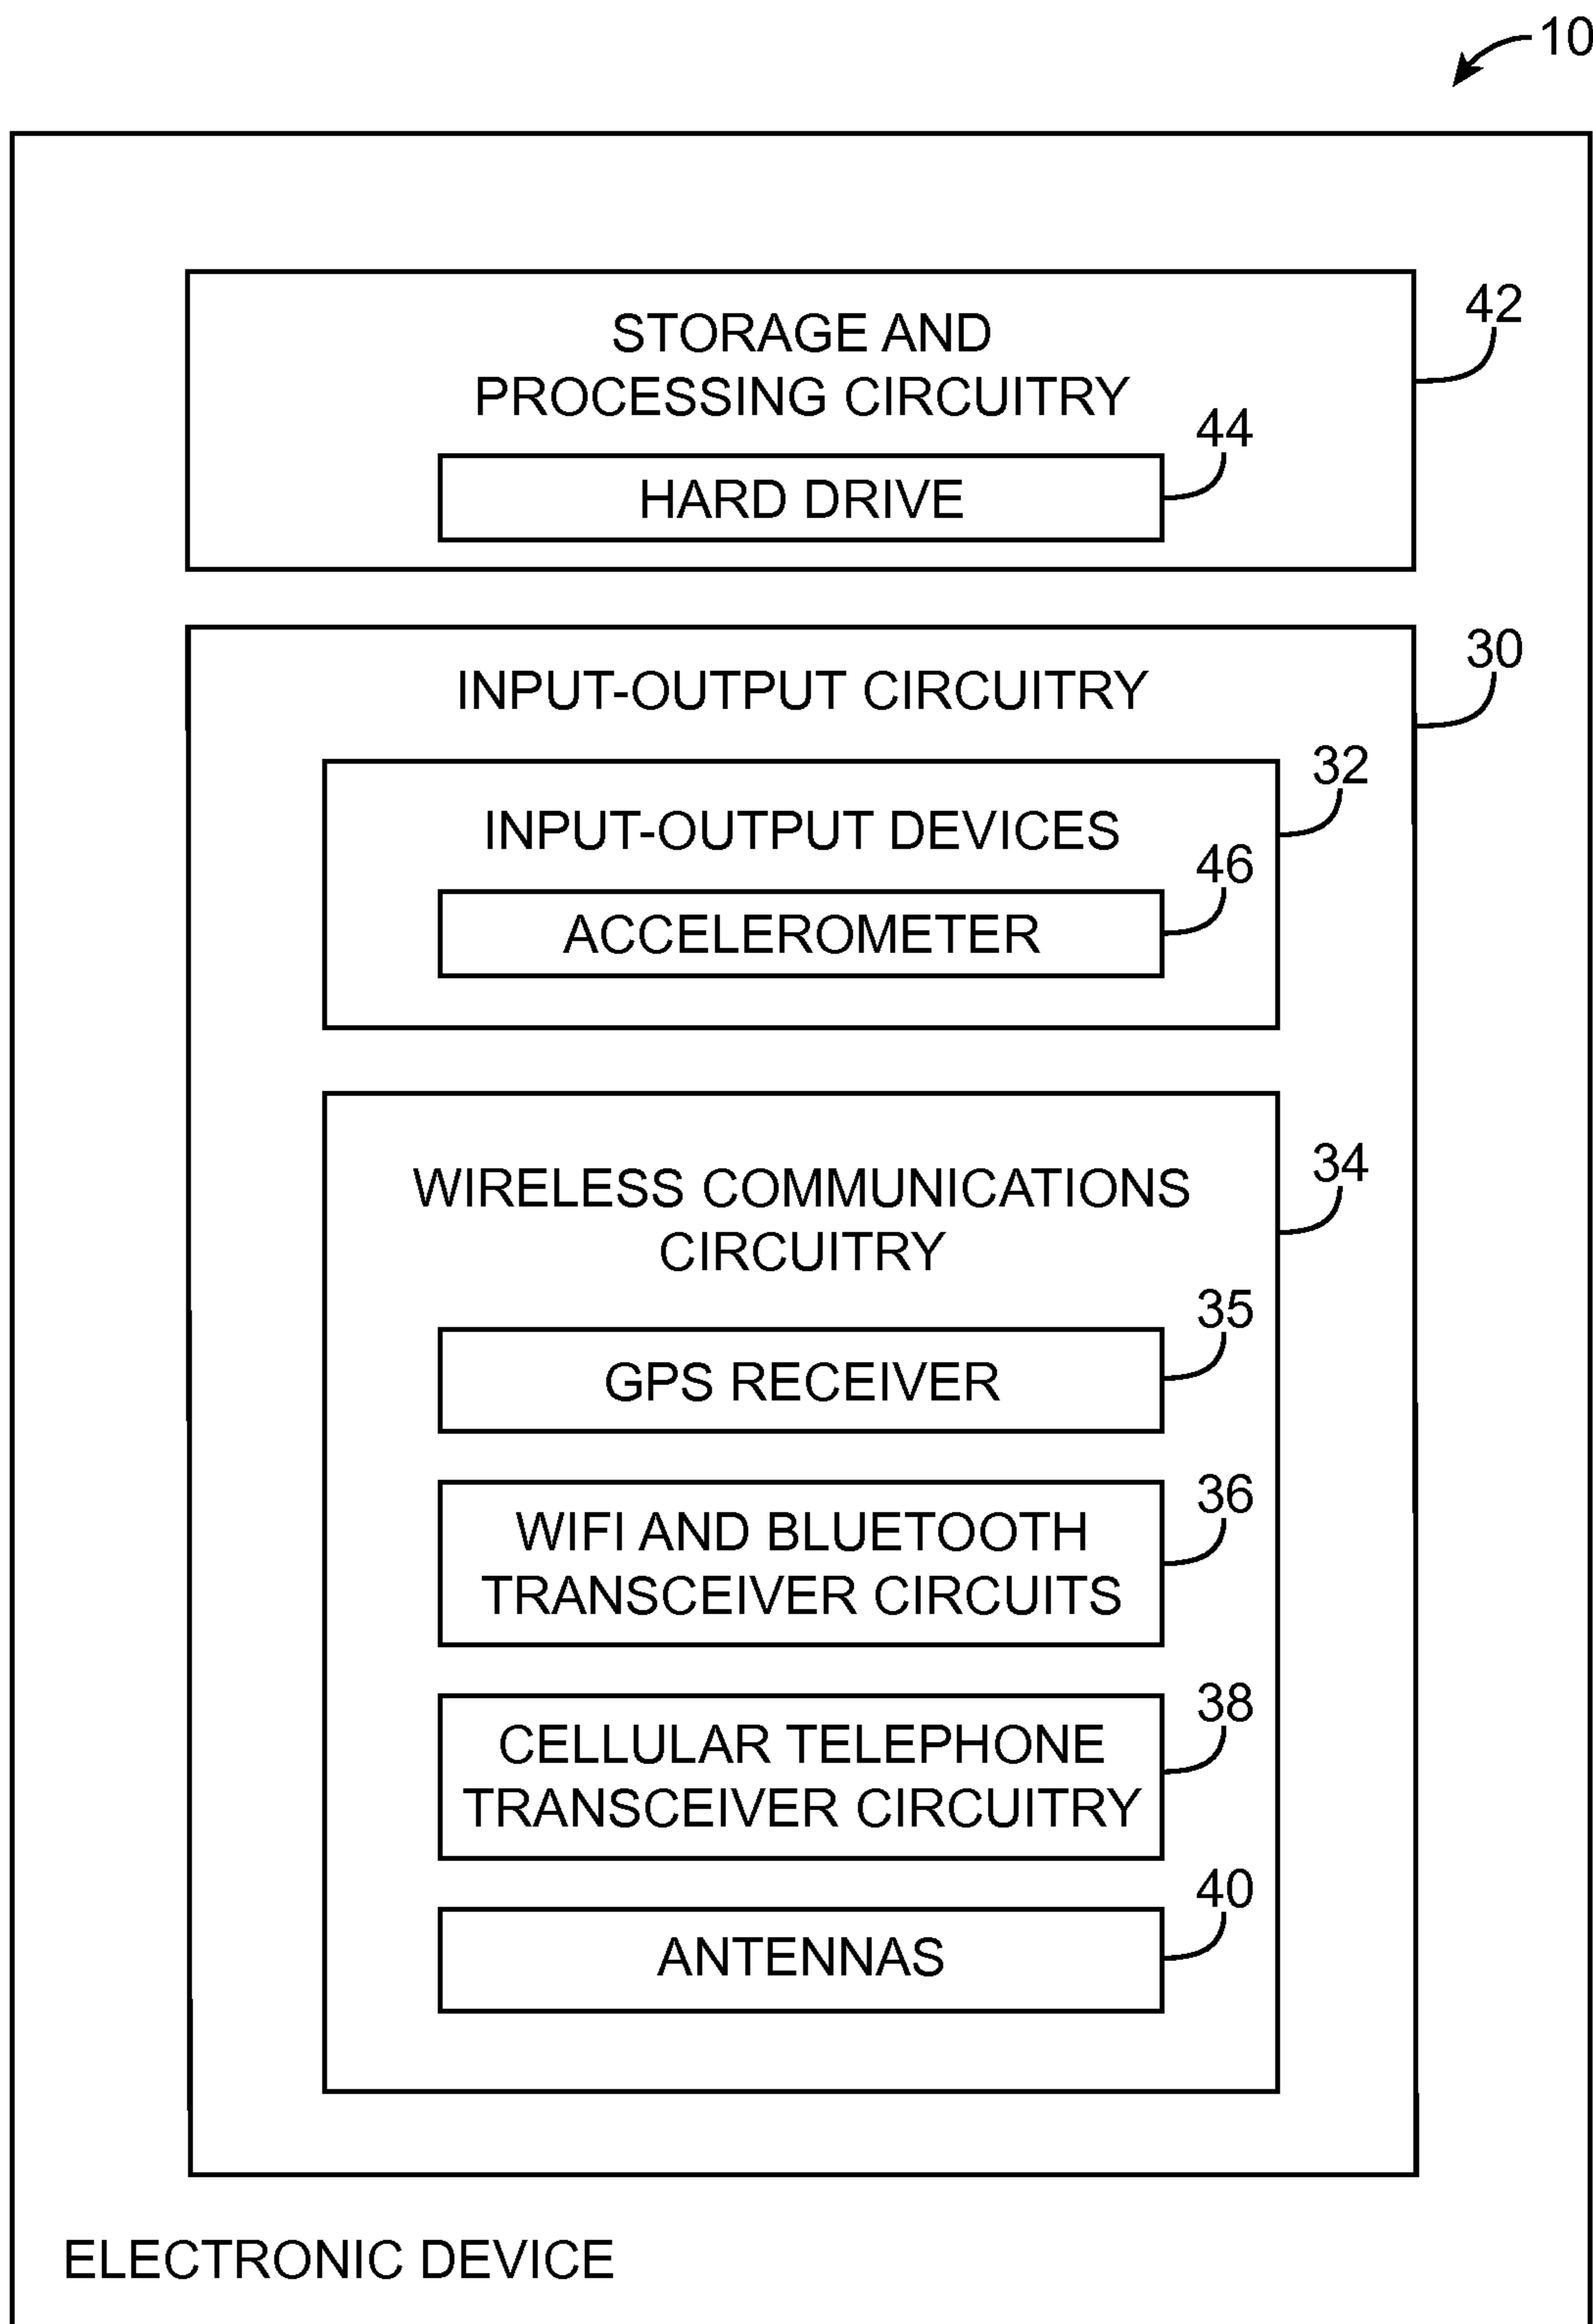 10
STORAGE AND
PROCESSING CIRCUITRY
42
44
HARD DRIVE
INPUT-OUTPUT CIRCUITRY
30
32
INPUT-OUTPUT DEVICES
46
ACCELEROMETER
WIRELESS COMMUNICATIONS
CIRCUITRY
34
35
GPS RECEIVER
36
WIFI AND BLUETOOTH
TRANSCEIVER CIRCUITS
38
CELLULAR TELEPHONE
TRANSCEIVER CIRCUITRY
40
ANTENNAS
ELECTRONIC DEVICE